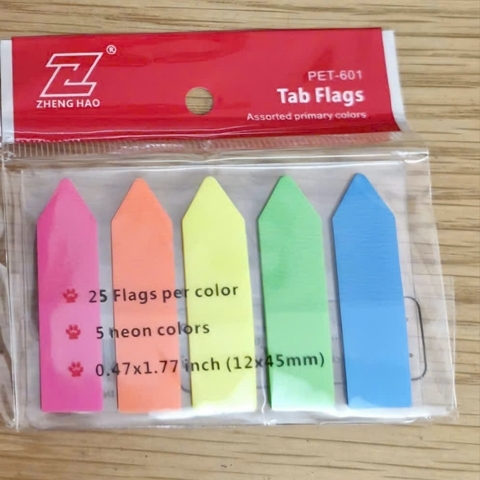 Z®
ZHENG HAO
PET-601
Tab Flags
Assorted primary colors
25 Flags per color
5 neon colors
0.47x1.77 inch (12x45mm)